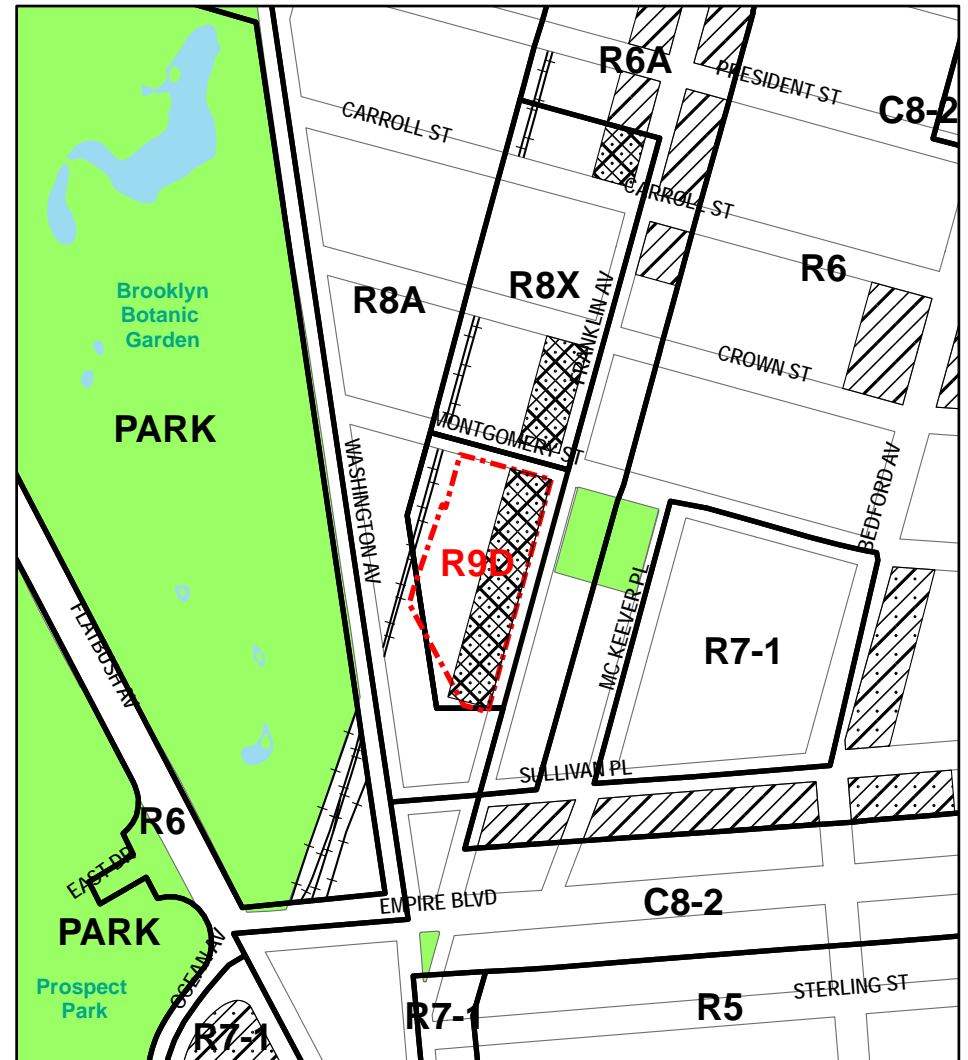 R6A
PRESIDENT ST
C8-2
CARROLL ST
CARROLL ST
R6
Brooklyn
Botanic
Garden
R8A
R8X
FRANKLIN AV
CROWN ST
PARK
MONTGOMERY ST
WASHINGTON AV
BEDFORD AV
R9D
MC KEEVER PL
R7-1
FLATBUSH AV
SULLIVAN PL
R6
EAST DR
EMPIRE BLVD
C8-2
PARK
OCEAN AV
Prospect
Park
R7-1
R7-1
R5
STERLING ST